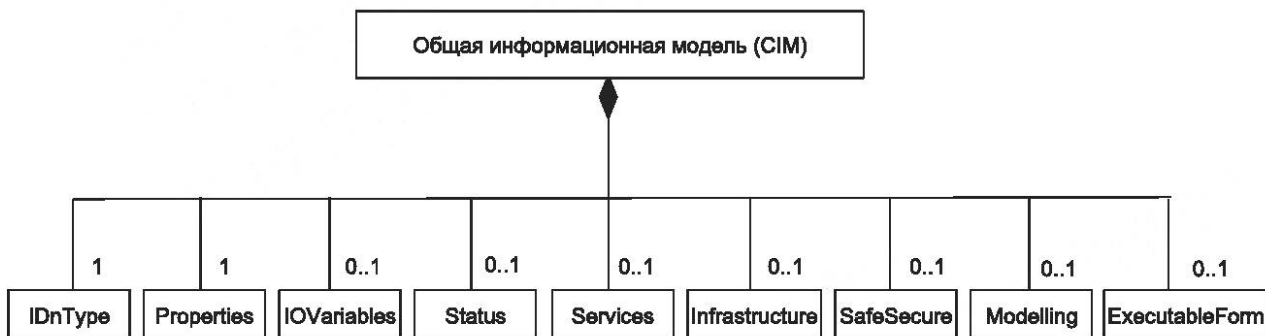 Общая информационная модель (CIM)
1 1 0..1 0..1 0..1 0..1 0..1 0..1 0..1
IDnType Properties IOVariables Status Services Infrastructure SafeSecure Modelling ExecutableForm